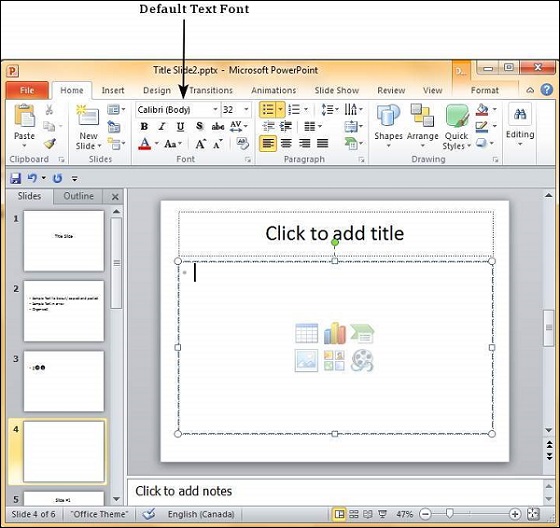 Default Text Font
Title Slide2.pptx - Microsoft PowerPoint
File Home Insert Design Transitions Animations Slide Show Review View Format
Calibri (Body) 32
Paste New Slide Shapes Arrange Quick Styles Editing
B I U S abc AV
A Aa A A
Clipboard Slides Font Paragraph Drawing
Slides Outline
1
Title Slide
2
3
4
5
Slide #1
Click to add title
Click to add notes
Slide 4 of 6 "Office Theme" English (Canada) 47%